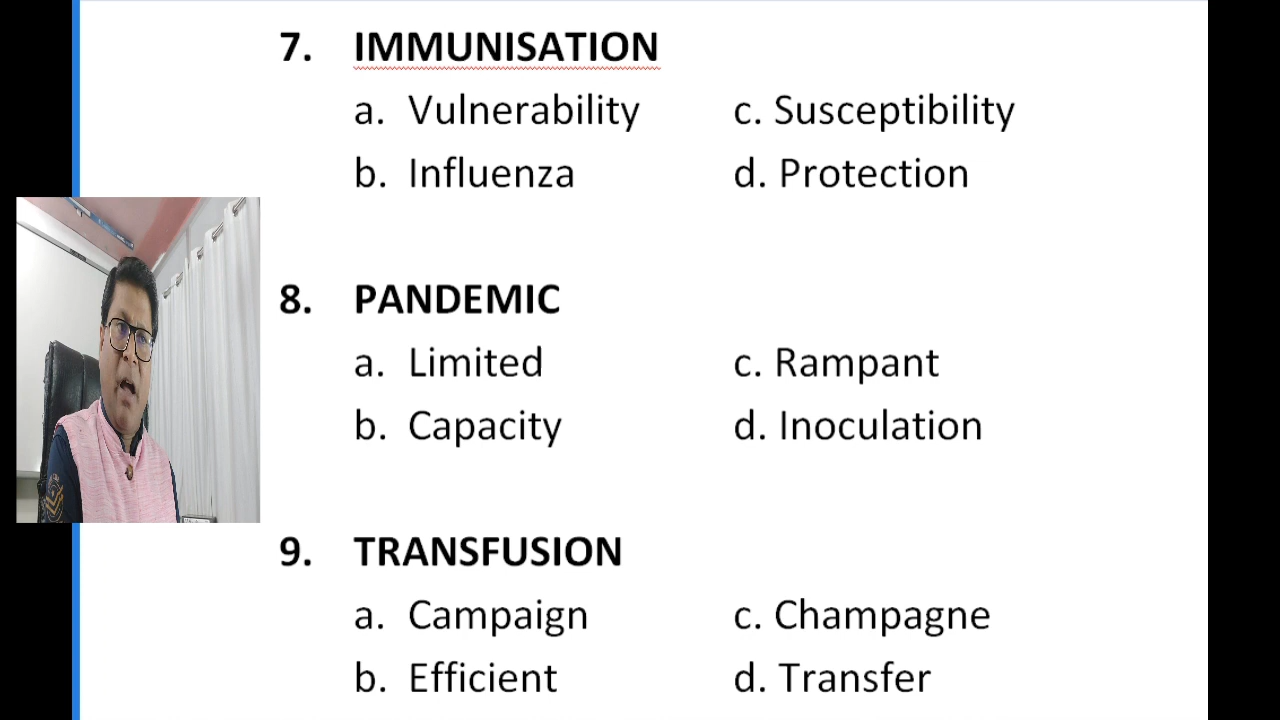 7. IMMUNISATION
a. Vulnerability c. Susceptibility
b. Influenza d. Protection
8. PANDEMIC
a. Limited c. Rampant
b. Capacity d. Inoculation
9. TRANSFUSION
a. Campaign c. Champagne
b. Efficient d. Transfer